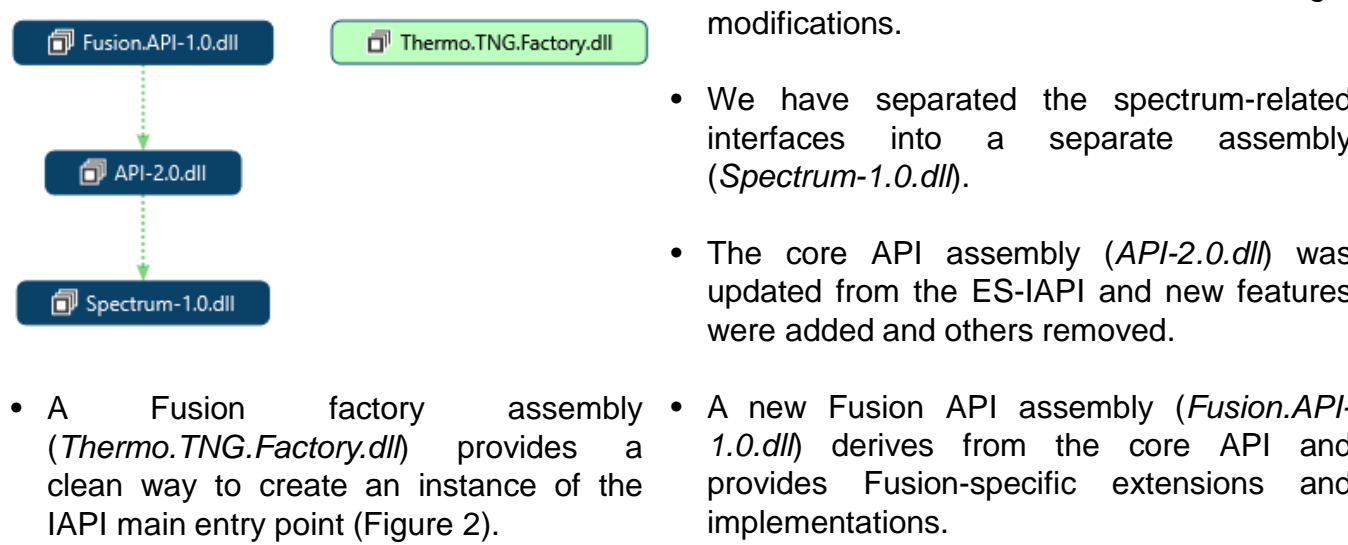 Fusion.API-1.0.dll
Thermo.TNG.Factory.dll
API-2.0.dll
Spectrum-1.0.dll
• A Fusion factory assembly
(Thermo.TNG.Factory.dll) provides a
clean way to create an instance of the
IAPI main entry point (Figure 2).
modifications.
• We have separated the spectrum-related
interfaces into a separate assembly
(Spectrum-1.0.dll).
• The core API assembly (API-2.0.dll) was
updated from the ES-IAPI and new features
were added and others removed.
• A new Fusion API assembly (Fusion.API-
1.0.dll) derives from the core API and
provides Fusion-specific extensions and
implementations.